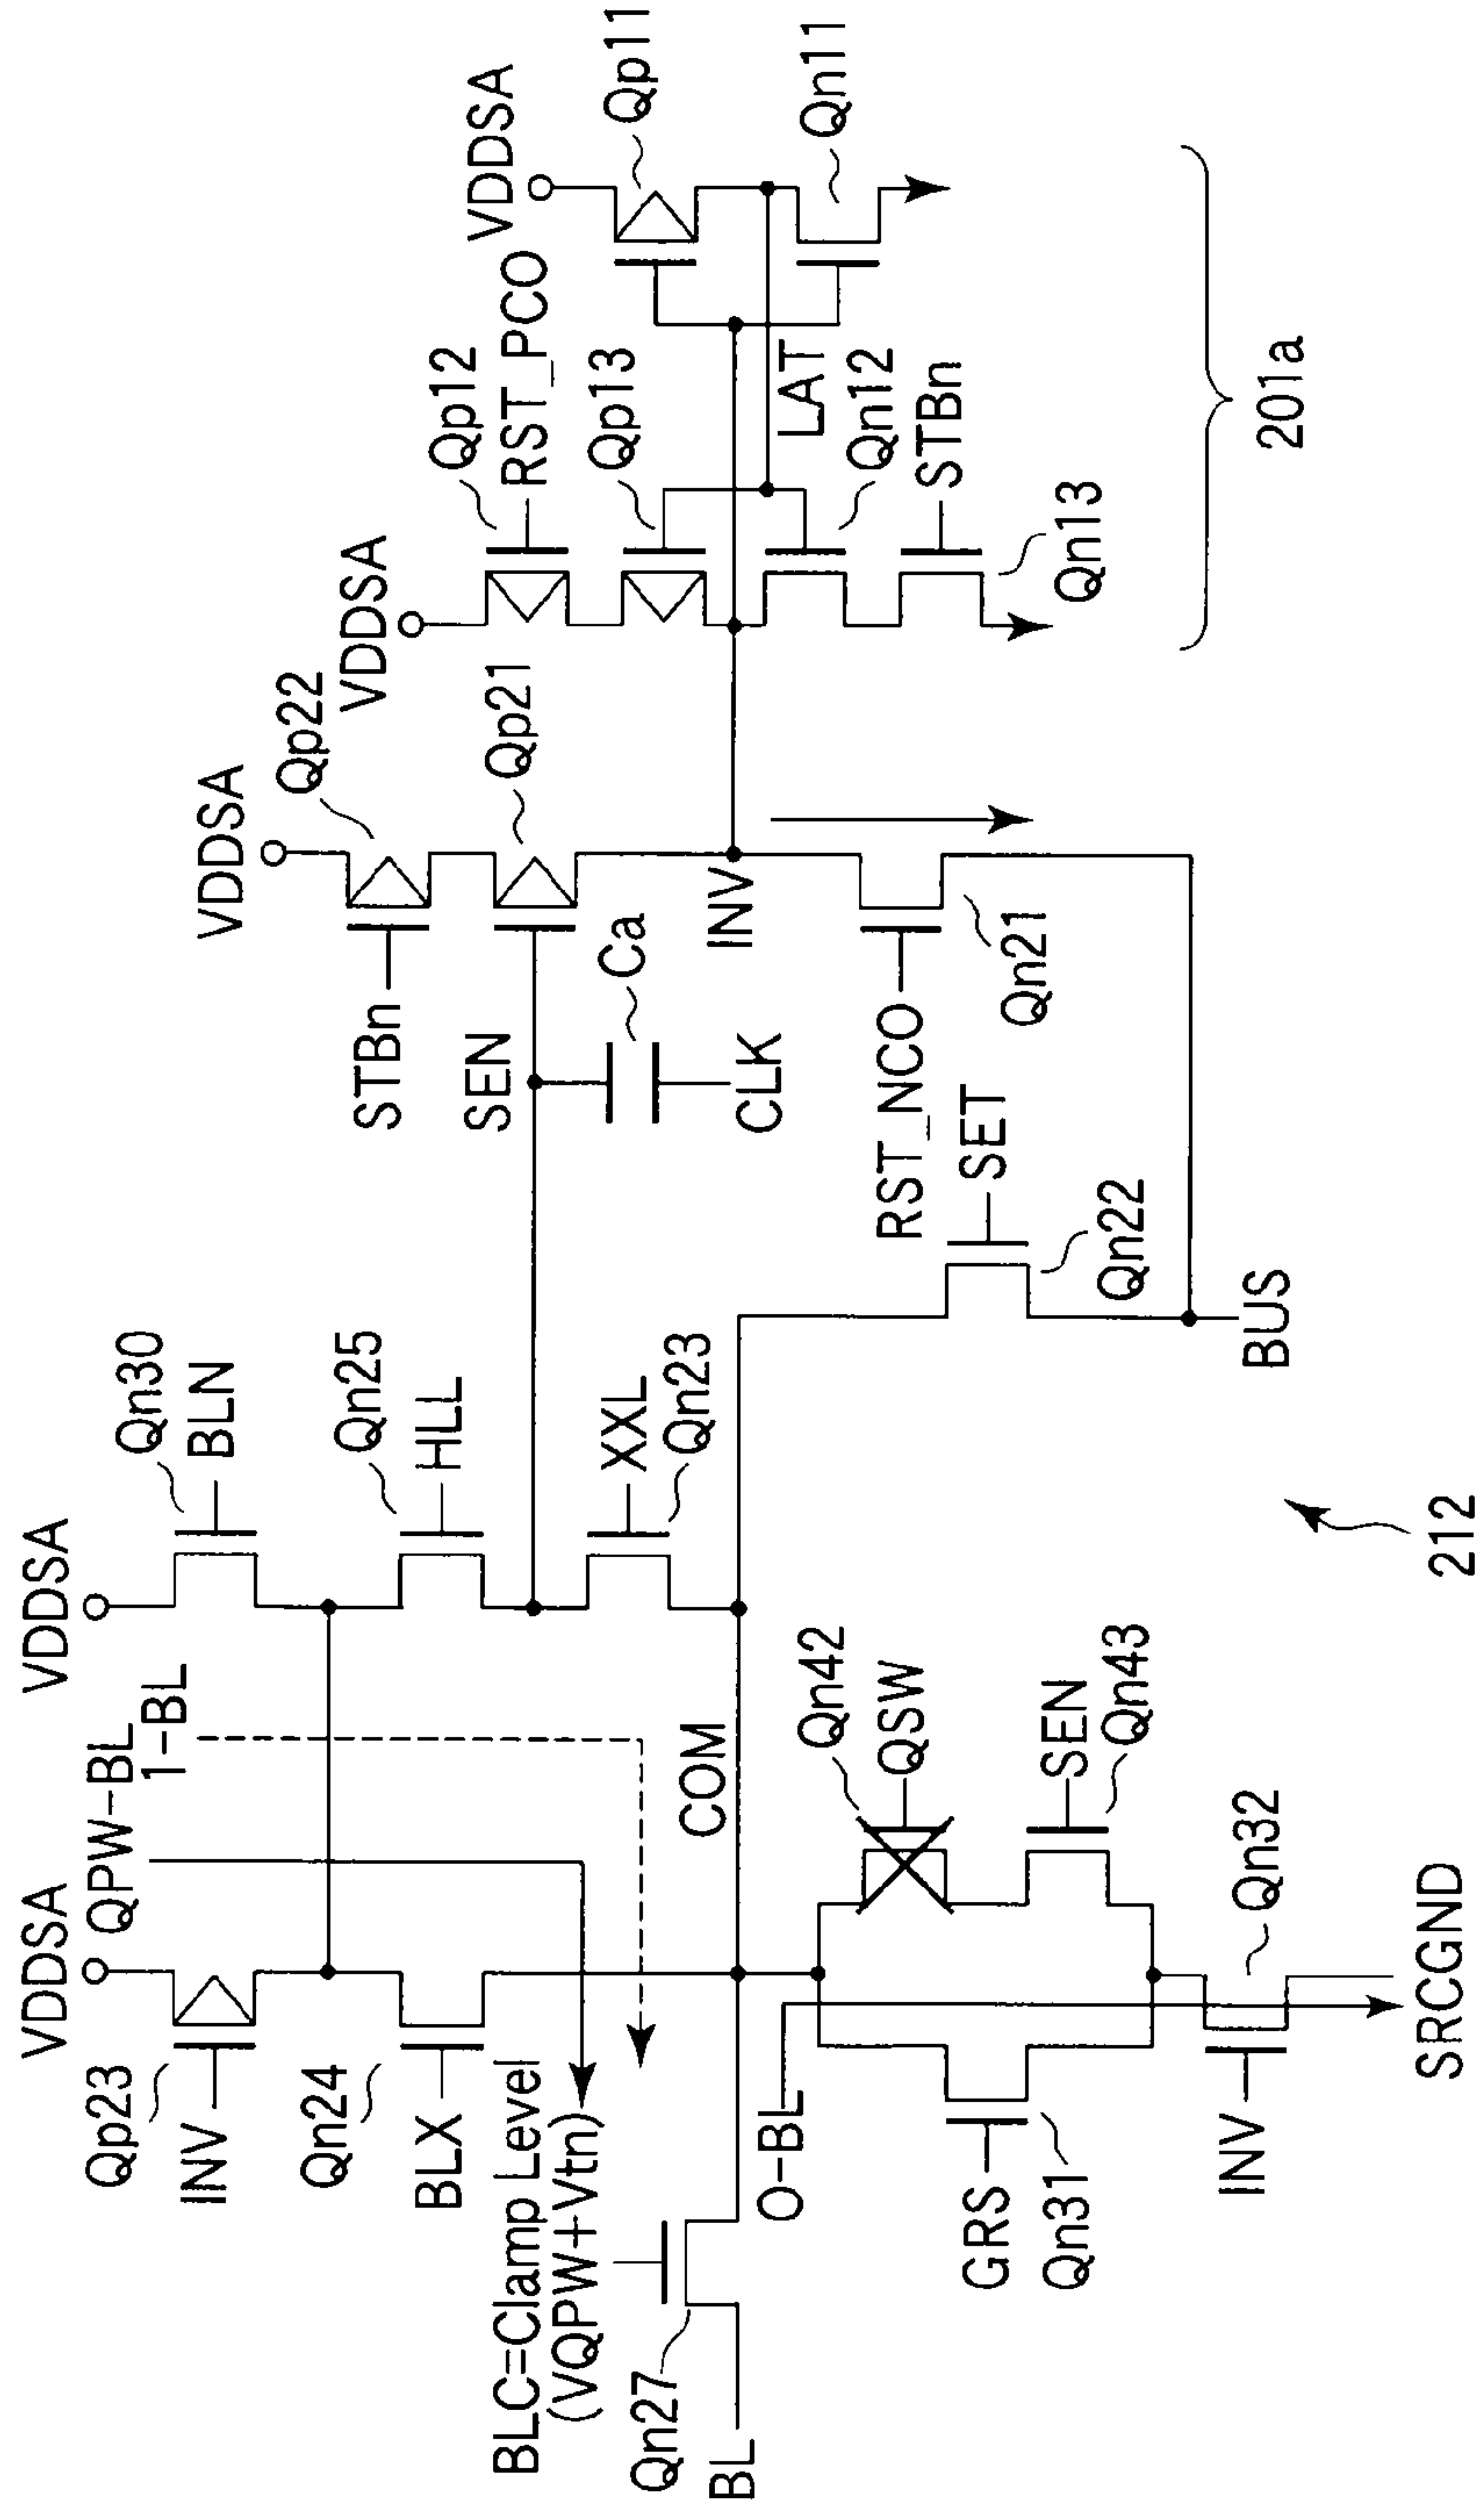 VDDSA
Qp23
INV
QPW-BL
1-BL
VDDSA
Qn30
BLN
Qn24
BLX
Qn25
HLL
BLC=Clamp Level
(VQPW+Vtn)
XXL
Qn23
Qn27
BL
COM
0-BL
Qn42
QSW
GRS
Qn31
SEN
Qn43
INV
Qn32
SRCGND
212
VDDSA
Qp22
STBn
Qp21
SEN
Ca
CLK
INV
RST_NCO
Qn21
SET
Qn22
BUS
VDDSA
Qp12
RST_PCO
Qp13
LAT
Qn12
STBn
Qn13
VDDSA
Qp11
Qn11
201a